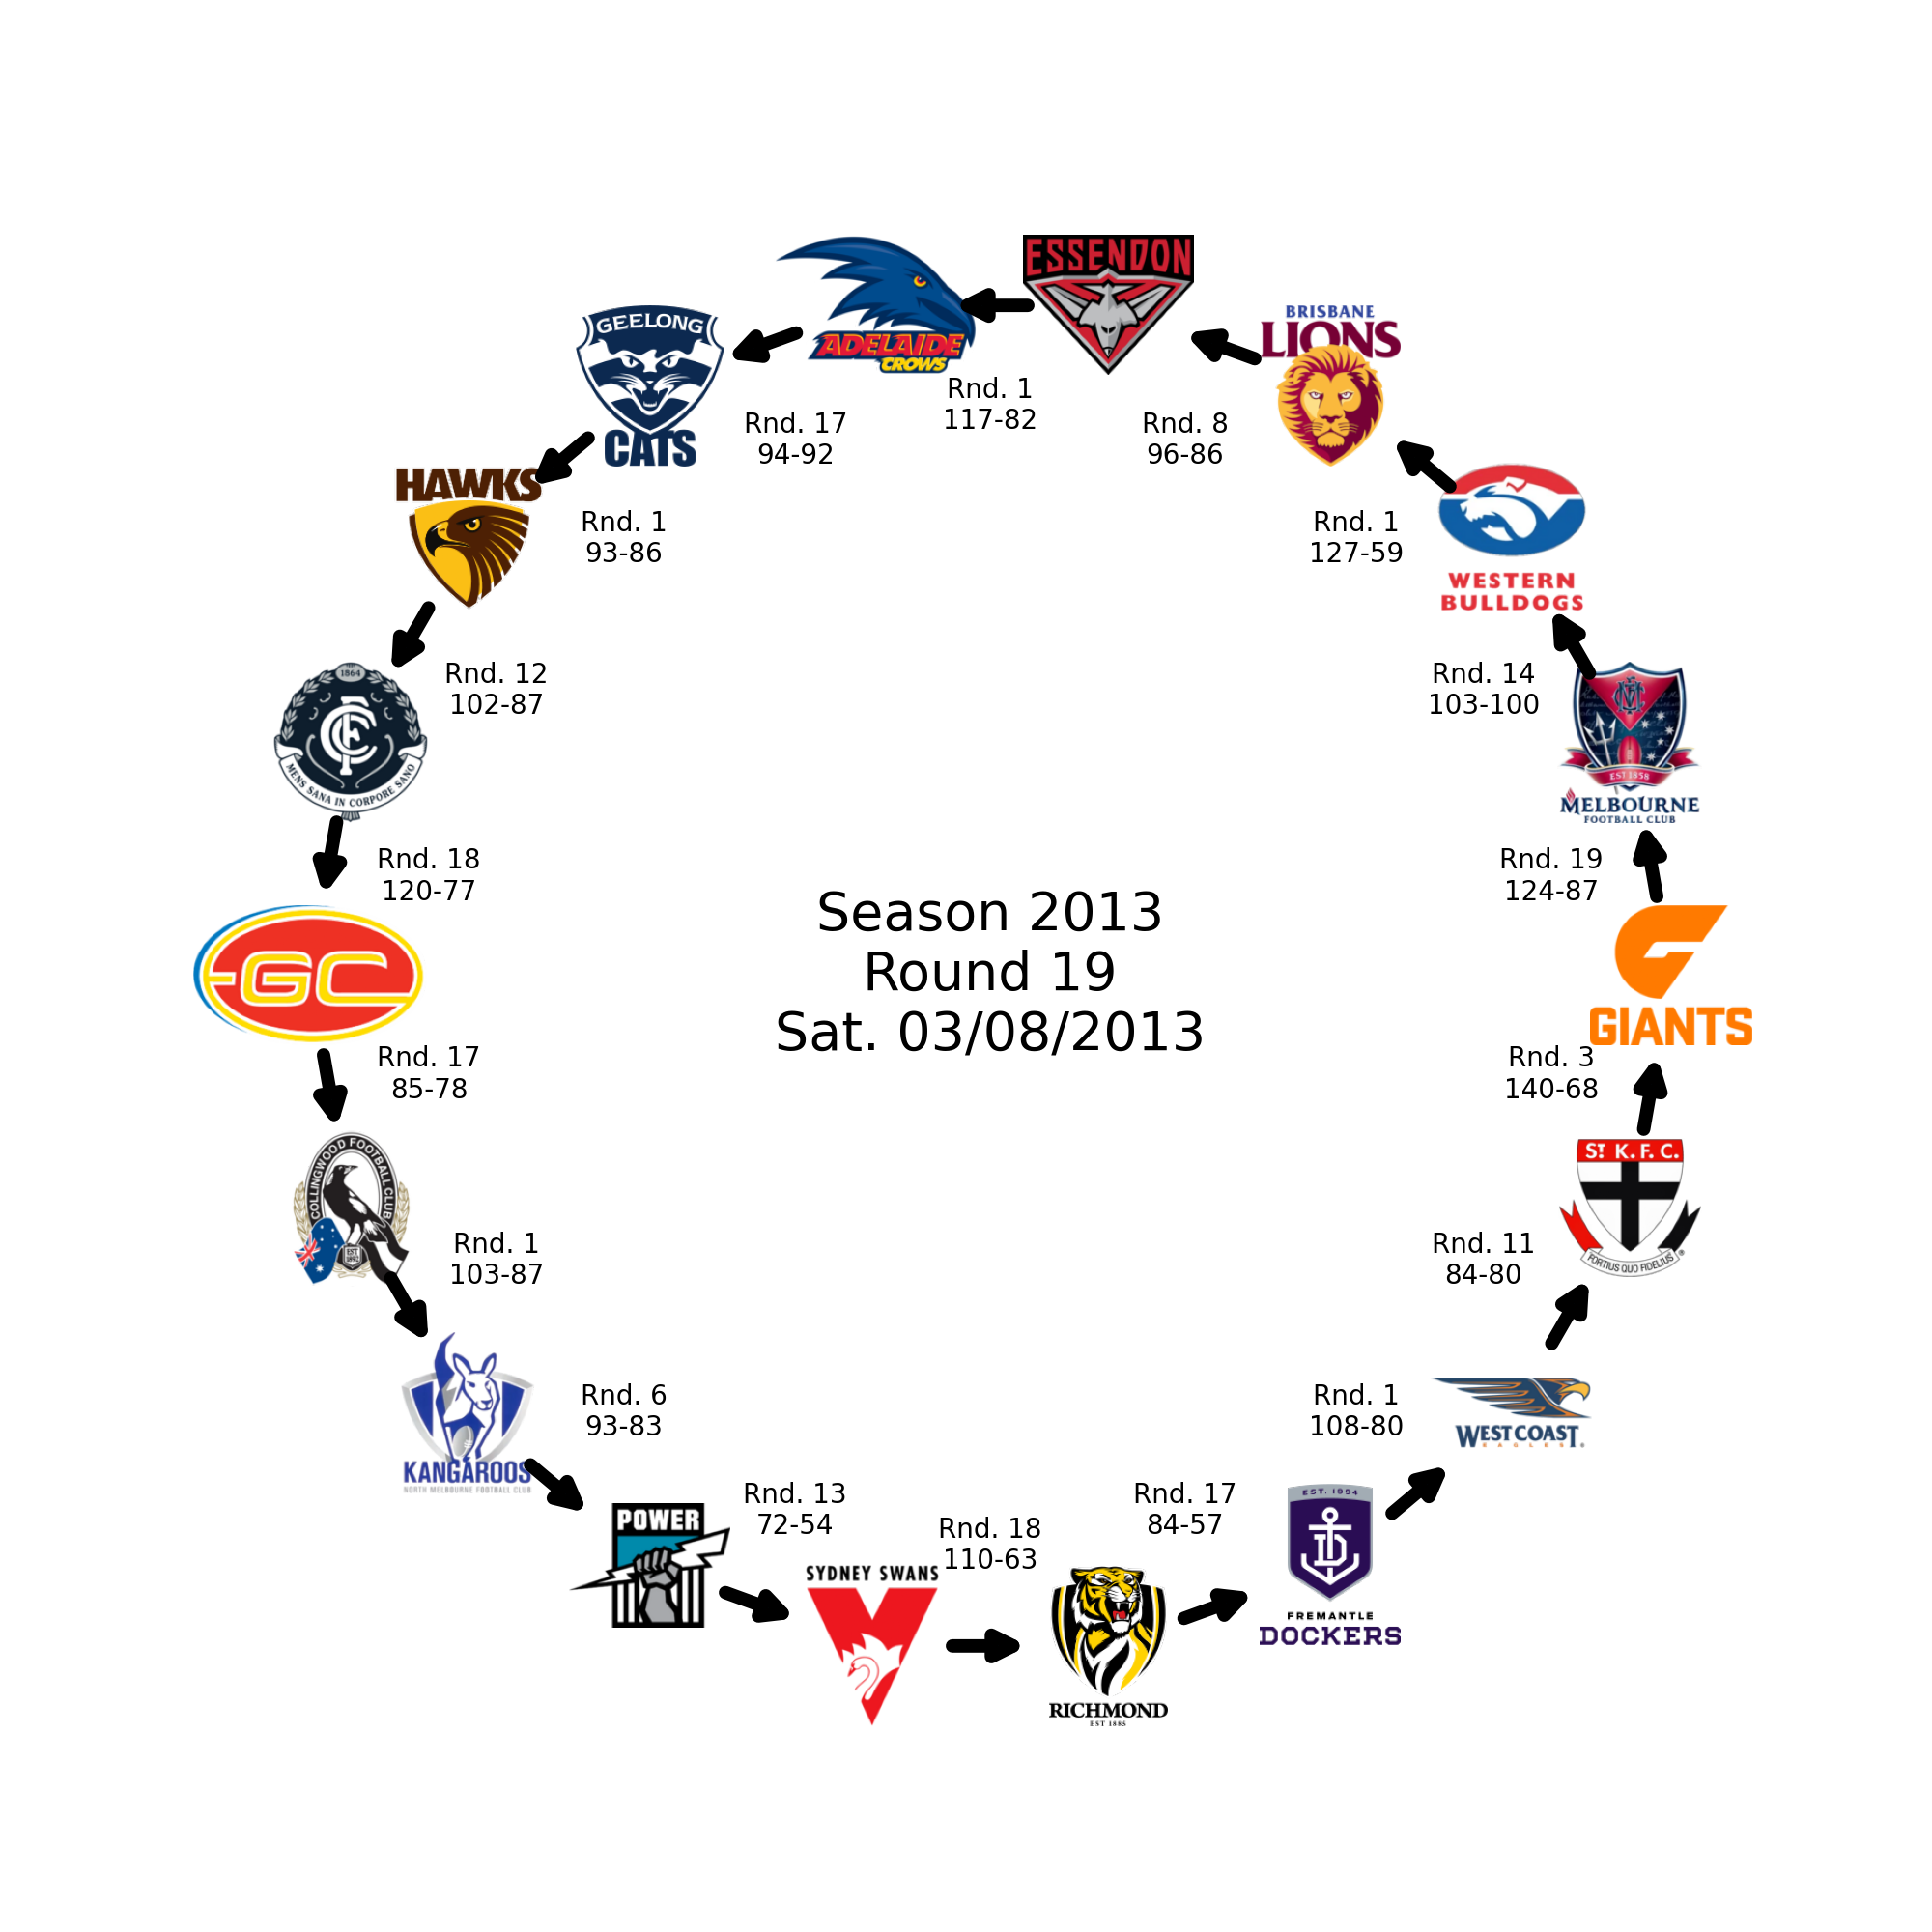 ESSENDON
BRISBANE
LIONS
GEELONG
CATS
ADELAIDE
CROWS
Rnd. 1
117-82
Rnd. 17
94-92
Rnd. 8
96-86
HAWKS
Rnd. 1
93-86
Rnd. 1
127-59
WESTERN
BULLDOGS
Rnd. 12
102-87
Rnd. 14
103-100
1864
CFC
MENS SANA IN CORPORE SANO
EST 1858
MELBOURNE
FOOTBALL CLUB
Rnd. 18
120-77
Rnd. 19
124-87
Season 2013
Round 19
Sat. 03/08/2013
GC
GIANTS
Rnd. 17
85-78
Rnd. 3
140-68
COLLINGWOOD FOOTBALL CLUB
EST.
1892
ST K.F.C.
FORTIUS QUO FIDELIUS
Rnd. 1
103-87
Rnd. 11
84-80
Rnd. 6
93-83
Rnd. 1
108-80
KANGAROOS
NORTH MELBOURNE FOOTBALL CLUB
WEST COAST
EAGLES
Rnd. 13
72-54
Rnd. 17
84-57
Rnd. 18
110-63
POWER
EST. 1994
FREMANTLE
DOCKERS
SYDNEY SWANS
RICHMOND
EST 1885